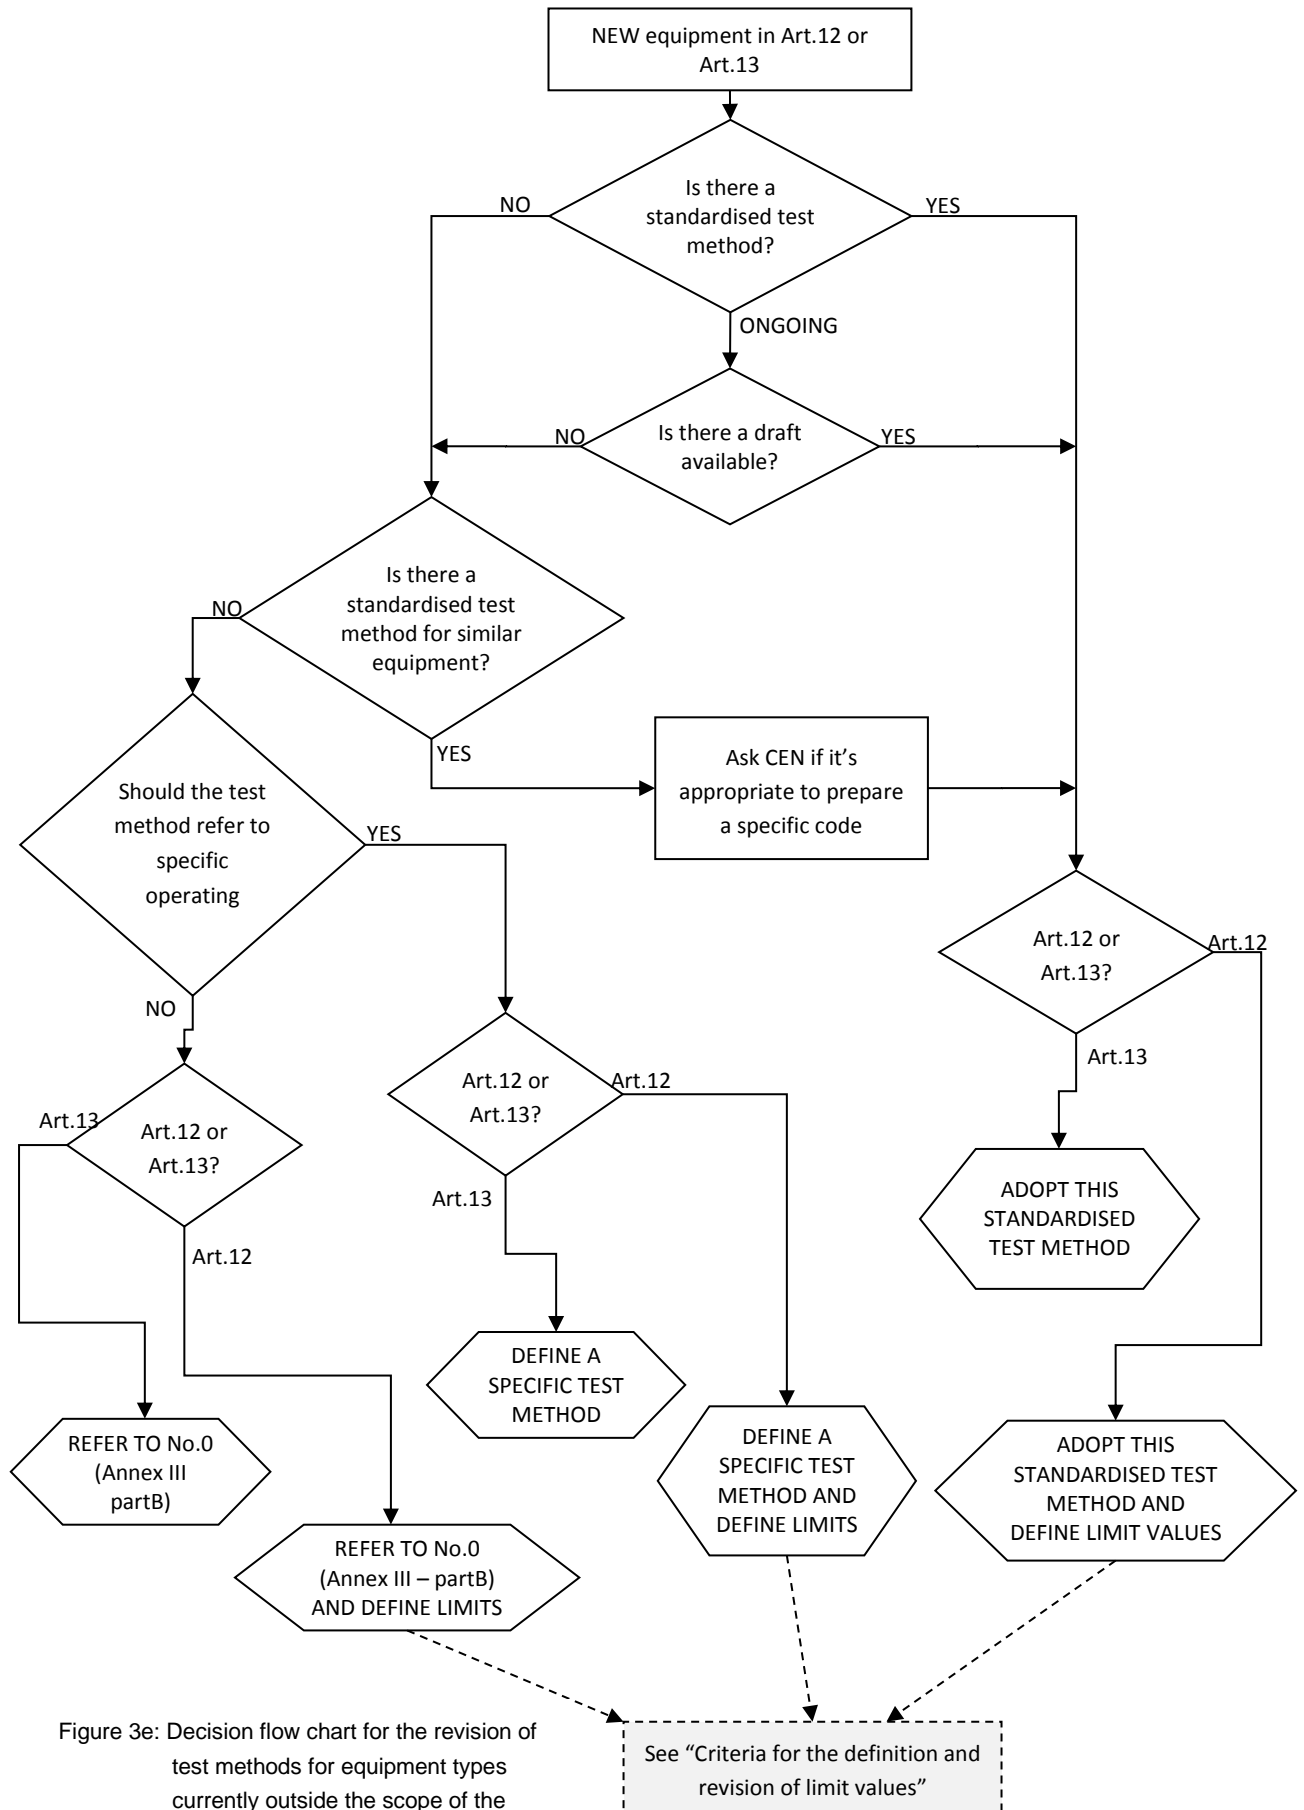 NEW equipment in Art.12 or
Art.13
Is there a
standardised test
method?
NO
YES
ONGOING
Is there a draft
available?
NO
YES
Is there a
standardised test
method for similar
equipment?
NO
YES
Ask CEN if it’s
appropriate to prepare
a specific code
Should the test
method refer to
specific
operating
YES
NO
Art.12 or
Art.13?
Art.12
Art.13
Art.12 or
Art.13?
Art.12
Art.13
Art.12 or
Art.13?
Art.13
Art.12
ADOPT THIS
STANDARDISED
TEST METHOD
DEFINE A
SPECIFIC TEST
METHOD
REFER TO No.0
(Annex III
partB)
DEFINE A
SPECIFIC TEST
METHOD AND
DEFINE LIMITS
ADOPT THIS
STANDARDISED TEST
METHOD AND
DEFINE LIMIT VALUES
REFER TO No.0
(Annex III – partB)
AND DEFINE LIMITS
See “Criteria for the definition and
revision of limit values”
Figure 3e: Decision flow chart for the revision of
test methods for equipment types
currently outside the scope of the